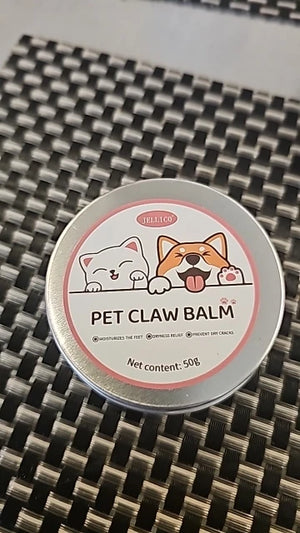 JELLICO
PET CLAW BALM
MOISTURIZES THE FEET DRYNESS RELIEF PREVENT DRY CRACKS
Net content: 50g